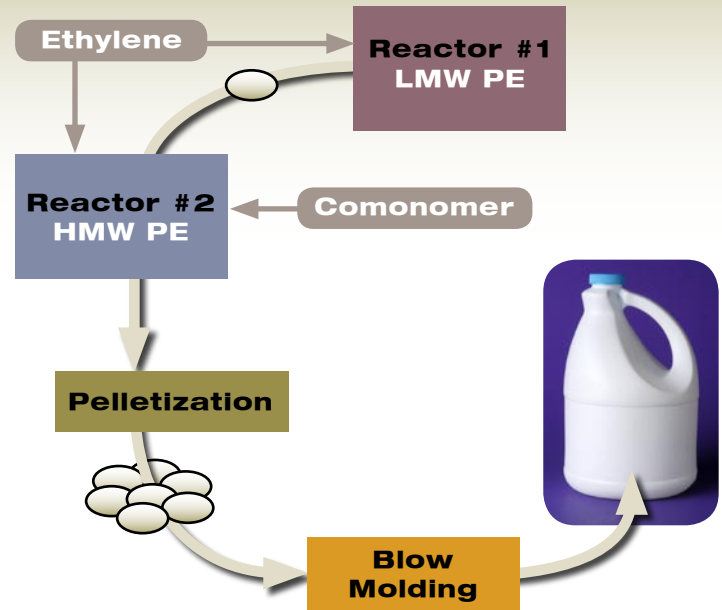 Ethylene
Reactor #1
LMW PE
Reactor #2
HMW PE
Comonomer
Pelletization
Blow
Molding